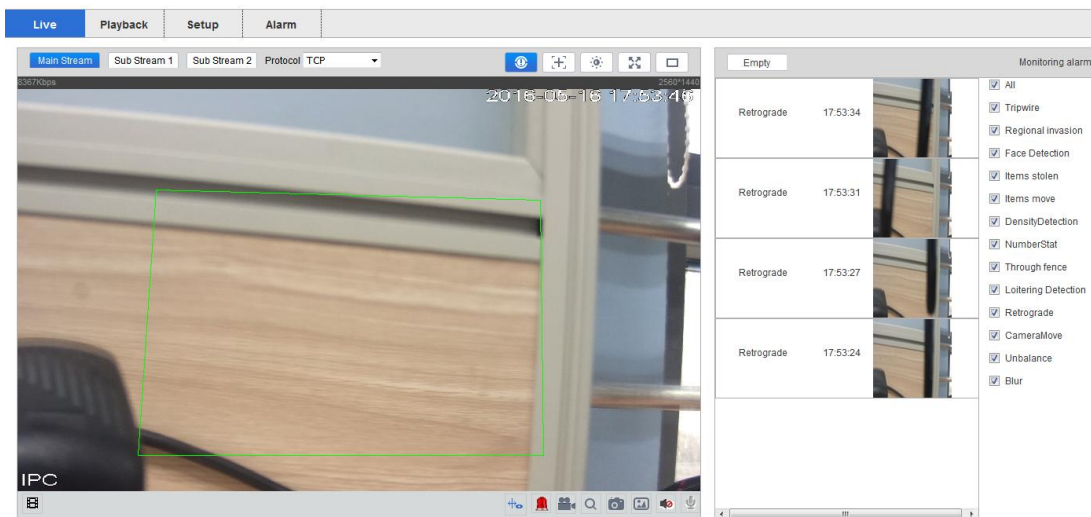 Live Playback Setup Alarm
Main Stream Sub Stream 1 Sub Stream 2 Protocol TCP
Empty Monitoring alarm
8367Kbps 2560*1440
2016-05-16 17:53:46
All
Retrograde 17:53:34
Tripwire
Regional invasion
Face Detection
Items stolen
Retrograde 17:53:31
Items move
DensityDetection
NumberStat
Through fence
Retrograde 17:53:27
Loitering Detection
Retrograde
CameraMove
Retrograde 17:53:24
Unbalance
Blur
IPC